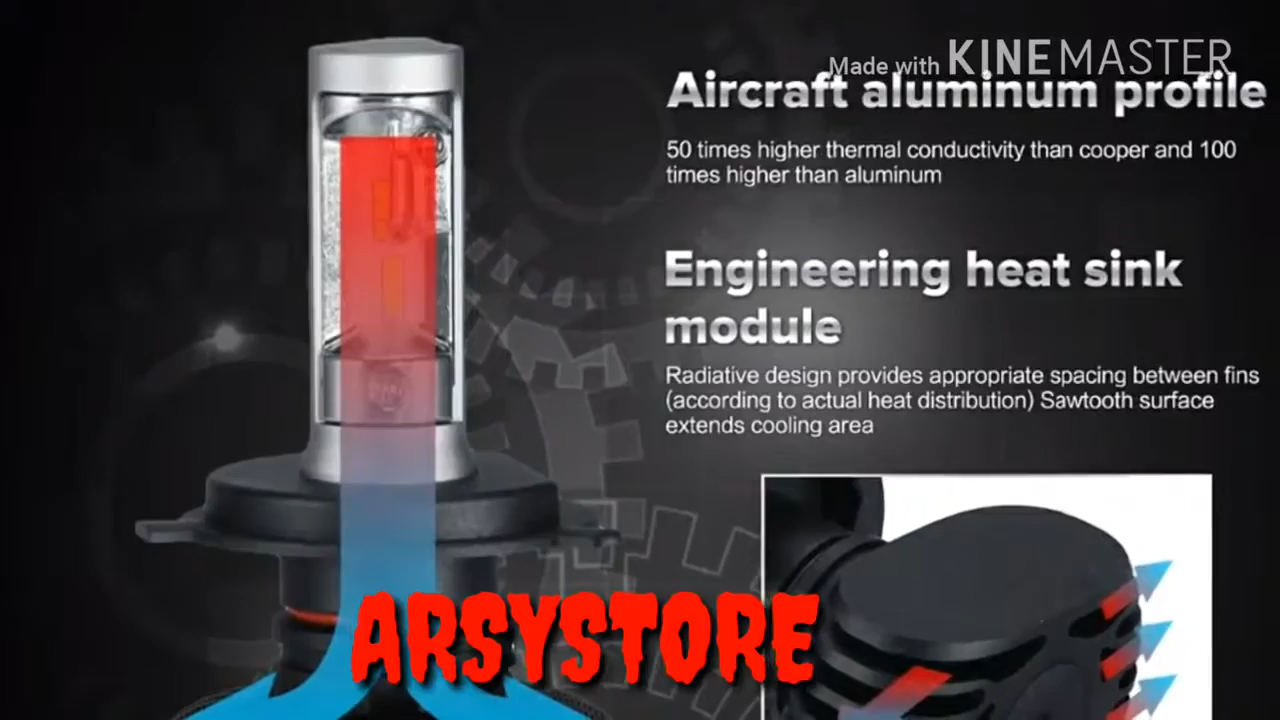 Made with KINEMASTER
Aircraft aluminum profile
50 times higher thermal conductivity than cooper and 100
times higher than aluminum
Engineering heat sink
module
Radiative design provides appropriate spacing between fins
(according to actual heat distribution) Sawtooth surface
extends cooling area
ARSYSTORE